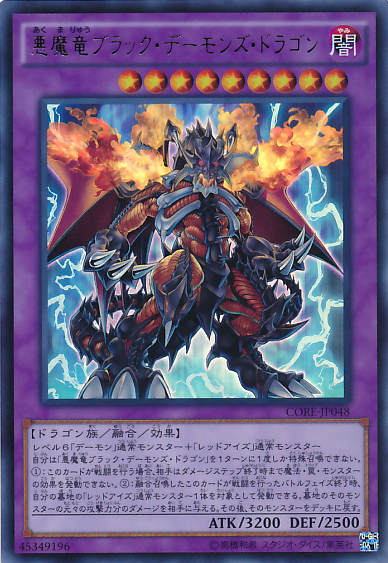 あくまりゅう
悪魔竜ブラック・デーモンズ・ドラゴン
やみ
闇
CORE-JP048
【ドラゴン族/融合/効果】
レベル6「デーモン」通常モンスター+「レッドアイズ」通常モンスター
自分は「悪魔竜ブラック・デーモンズ・ドラゴン」を1ターンに1度しか特殊召喚できない。
①:このカードが戦闘を行う場合、相手はダメージステップ終了時まで魔法・罠・モンスター
の効果を発動できない。②:融合召喚したこのカードが戦闘を行ったバトルフェイズ終了時、
自分の墓地の「レッドアイズ」通常モンスター1体を対象として発動できる。墓地のそのモン
スターの元々の攻撃力分のダメージを相手に与える。その後、そのモンスターをデッキに戻す。
ATK/3200 DEF/2500
45349196
©高橋和希 スタジオ・ダイス/集英社